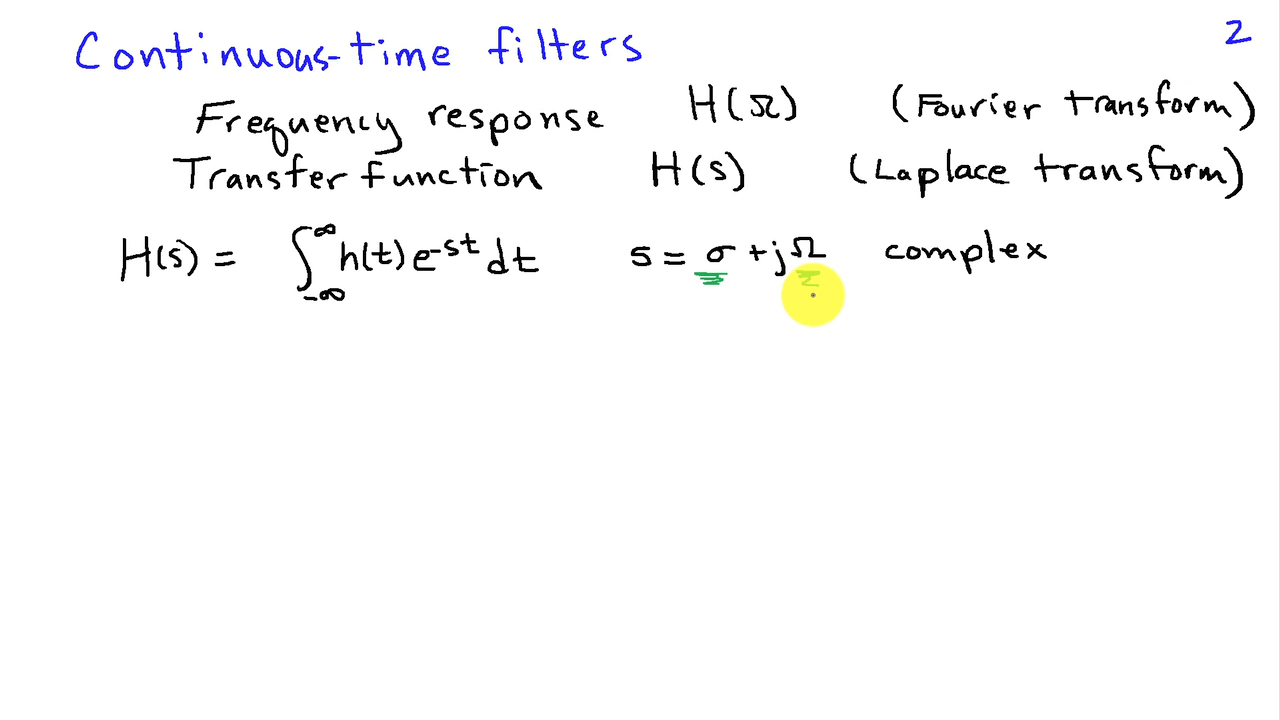 Continuous-time filters 2
Frequency response H(Ω) (Fourier transform)
Transfer function H(s) (Laplace transform)
H(s) = ∫_{-∞}^{∞} h(t) e^{-st} dt s = σ + jΩ complex